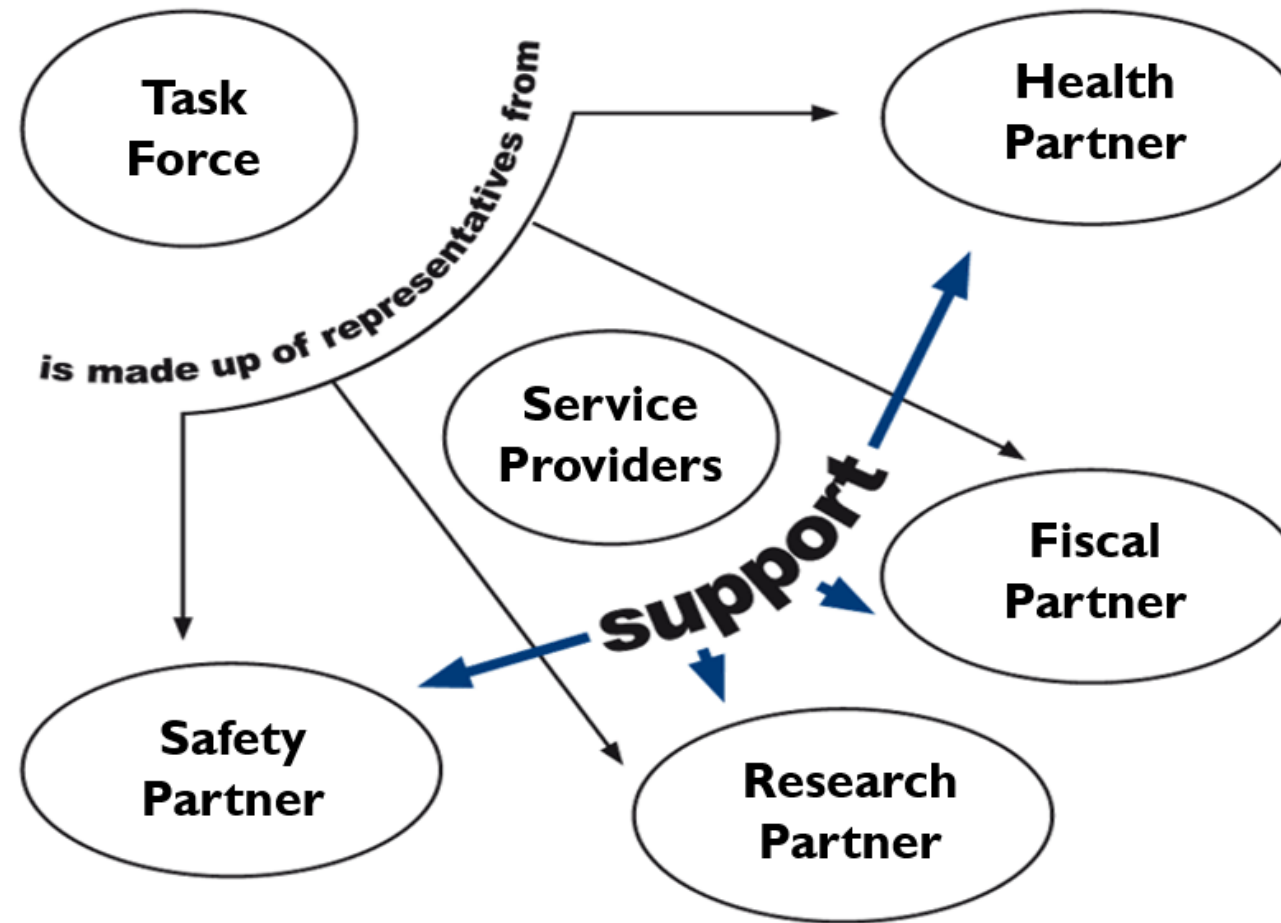 Task
Force
is made up of representatives from
Health
Partner
Service
Providers
support
Fiscal
Partner
Safety
Partner
Research
Partner